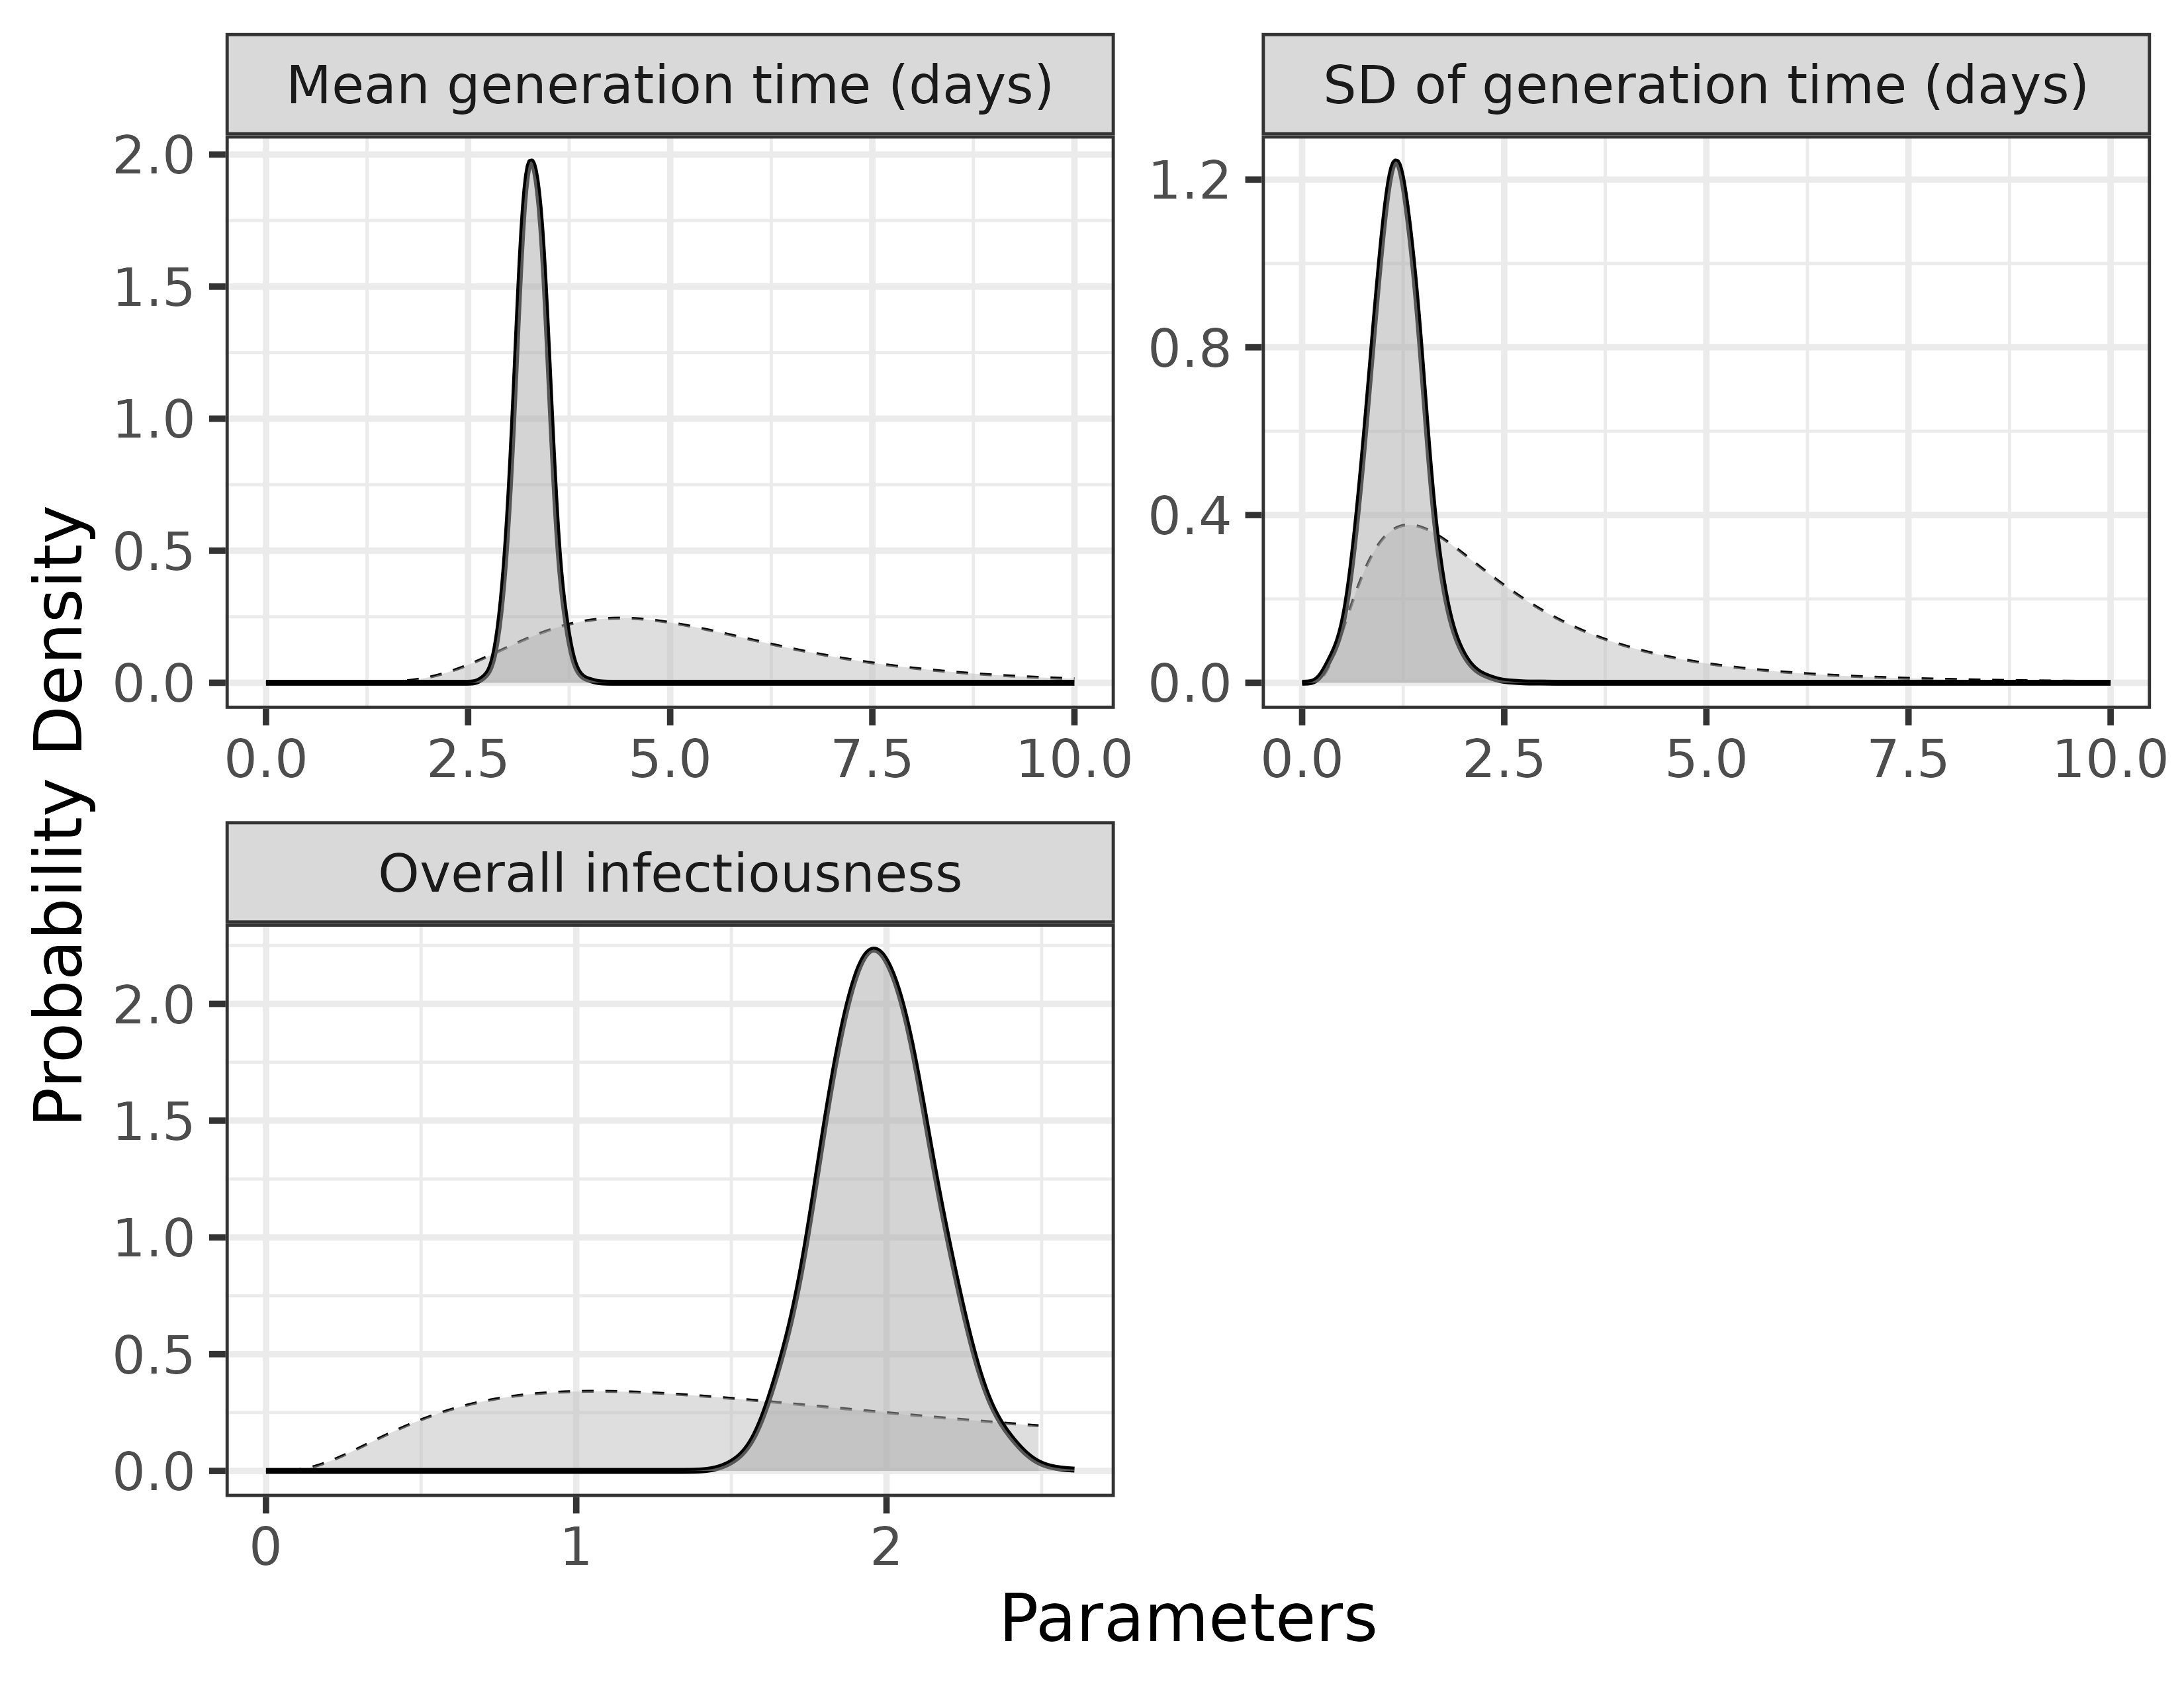 Mean generation time (days)
SD of generation time (days)
2.0
1.5
1.0
0.5
0.0
0.0 2.5 5.0 7.5 10.0
1.2
0.8
0.4
0.0
0.0 2.5 5.0 7.5 10.0
Probability Density
Overall infectiousness
2.0
1.5
1.0
0.5
0.0
0 1 2
Parameters